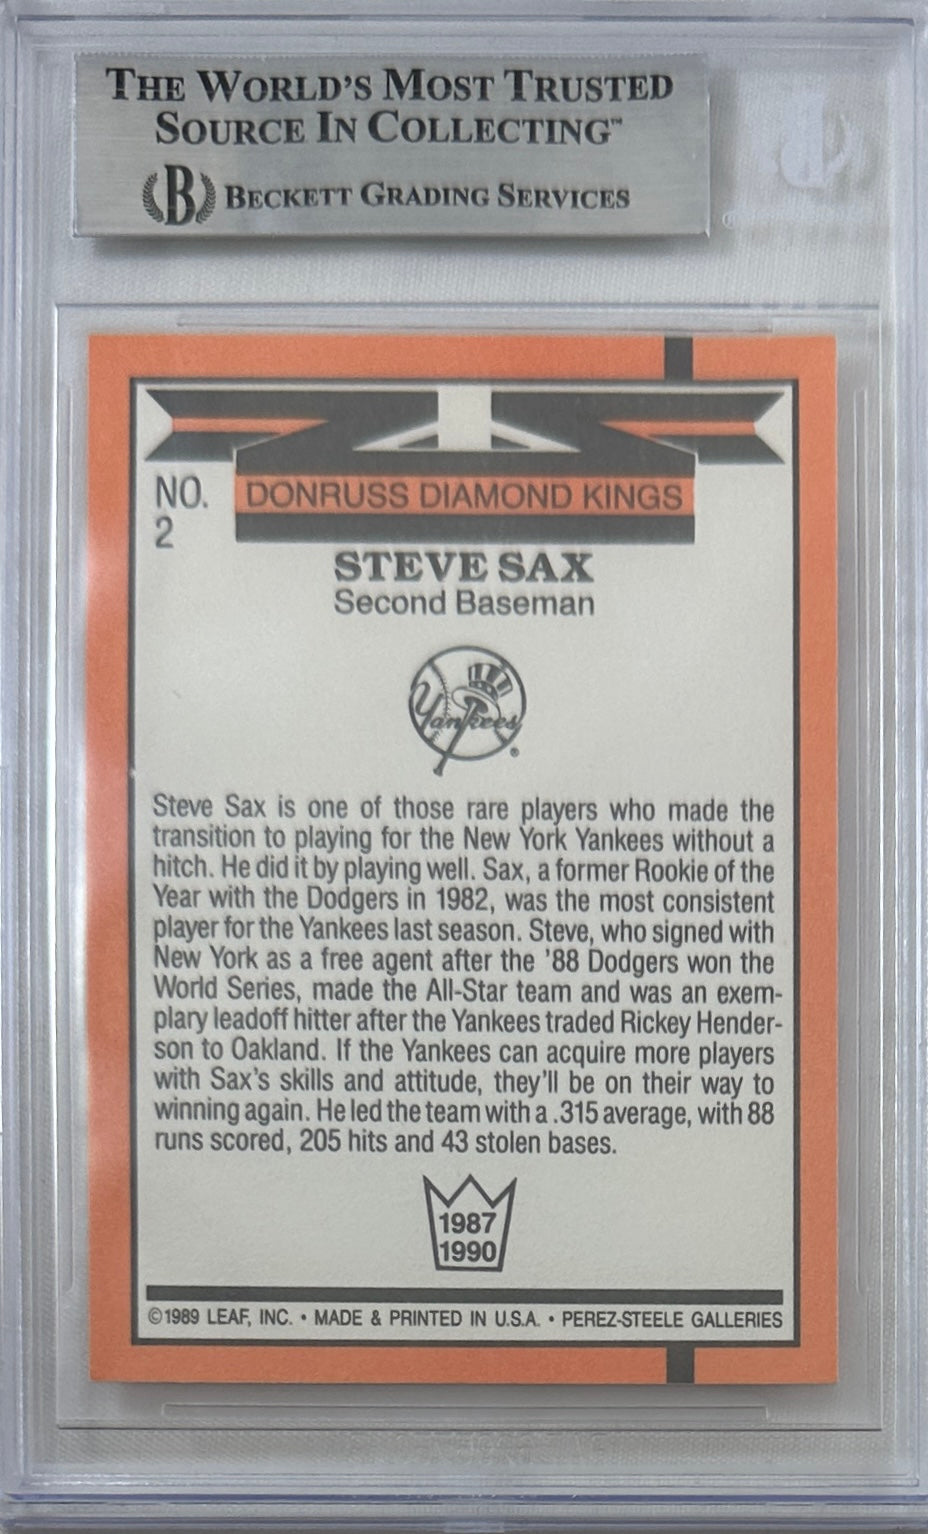 THE WORLD'S MOST TRUSTED
SOURCE IN COLLECTING™
B BECKETT GRADING SERVICES
NO.
2
DONRUSS DIAMOND KINGS
STEVE SAX
Second Baseman
Yankees
®
Steve Sax is one of those rare players who made the
transition to playing for the New York Yankees without a
hitch. He did it by playing well. Sax, a former Rookie of the
Year with the Dodgers in 1982, was the most consistent
player for the Yankees last season. Steve, who signed with
New York as a free agent after the '88 Dodgers won the
World Series, made the All-Star team and was an exem-
plary leadoff hitter after the Yankees traded Rickey Hender-
son to Oakland. If the Yankees can acquire more players
with Sax's skills and attitude, they'll be on their way to
winning again. He led the team with a .315 average, with 88
runs scored, 205 hits and 43 stolen bases.
1987
1990
©1989 LEAF, INC. • MADE & PRINTED IN U.S.A. • PEREZ-STEELE GALLERIES